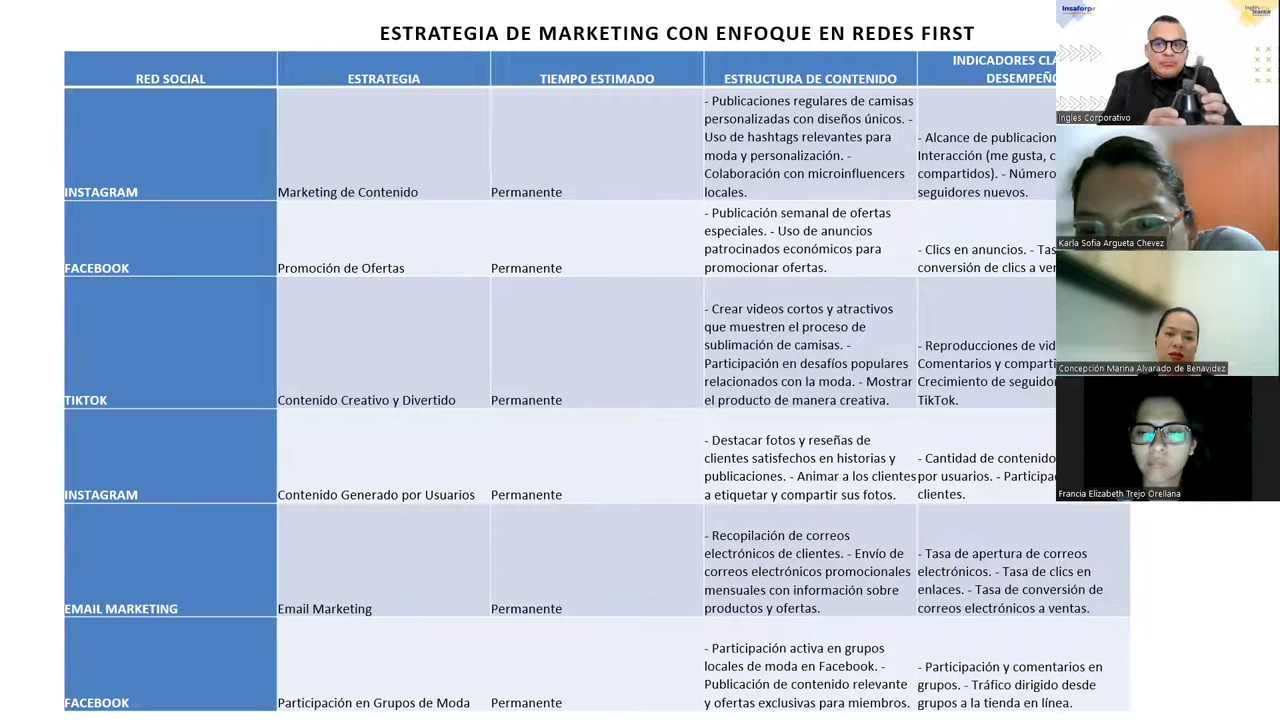 ESTRATEGIA DE MARKETING CON ENFOQUE EN REDES FIRST
RED SOCIAL
ESTRATEGIA
TIEMPO ESTIMADO
ESTRUCTURA DE CONTENIDO
INDICADORES
INSTAGRAM
Marketing de Contenido
Permanente
- Publicaciones regulares de camisas
personalizadas con diseños únicos. -
Uso de hashtags relevantes para
moda y personalización. -
Colaboración con microinfluencers
locales.
- Alcance de
Interacción (me gusta,
compartidos). - Número
seguidores nuevos.
FACEBOOK
Promoción de Ofertas
Permanente
- Publicación semanal de ofertas
especiales. - Uso de anuncios
patrocinados económicos para
promocionar ofertas.
- Clics en anuncios. -
conversión de clics a
TIKTOK
Contenido Creativo y Divertido
Permanente
- Crear videos cortos y atractivos
que muestren el proceso de
sublimación de camisas. -
Participación en desafíos populares
relacionados con la moda. - Mostrar
el producto de manera creativa.
- Reproducciones de
Comentarios y
Crecimiento de
TikTok.
INSTAGRAM
Contenido Generado por Usuarios
Permanente
- Destacar fotos y reseñas de
clientes satisfechos en historias y
publicaciones. - Animar a los clientes
a etiquetar y compartir sus fotos.
- Cantidad de contenido
por usuarios. -
clientes.
EMAIL MARKETING
Email Marketing
Permanente
- Recopilación de correos
electrónicos de clientes. - Envío de
correos electrónicos promocionales
mensuales con información sobre
productos y ofertas.
- Tasa de apertura de correos
electrónicos. - Tasa de clics en
enlaces. - Tasa de conversión de
correos electrónicos a ventas.
FACEBOOK
Participación en Grupos de Moda
Permanente
- Participación activa en grupos
locales de moda en Facebook. -
Publicación de contenido relevante
y ofertas exclusivas para miembros.
- Participación y comentarios en
grupos. - Tráfico dirigido desde
grupos a la tienda en línea.
Insaforp
Ingles Corporativo
Karla Sofia Argueta Chevez
Concepción Marina Alvarado de Benavidez
Francia Elizabeth Trejo Orellana